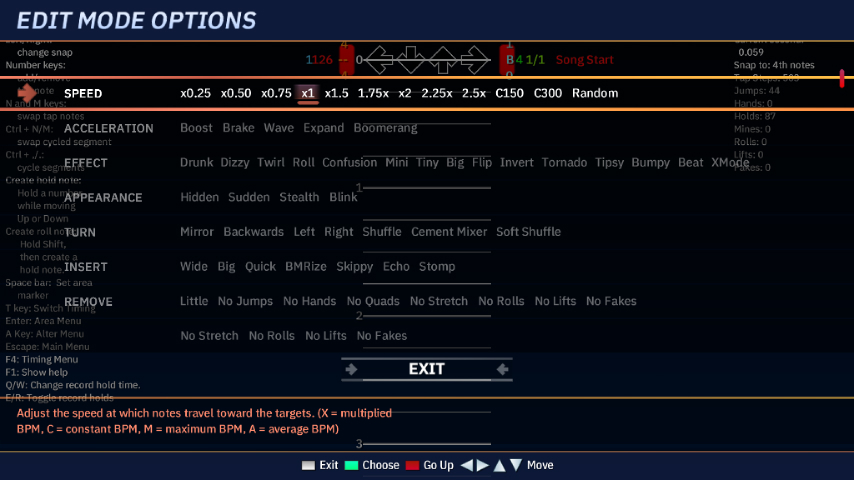 EDIT MODE OPTIONS
change snap
Number keys:
N and M keys:
swap tap notes
Ctrl + N/M:
swap cycled segment
Ctrl + ./,:
cycle segments
Create hold note:
Hold a number
while moving
Up or Down
Create roll note:
Hold Shift,
then create a
hold note.
Space bar: Set area
marker
T key: Switch Timing
Enter: Area Menu
A Key: Alter Menu
Escape: Main Menu
F4: Timing Menu
F1: Show help
Q/W: Change record hold time.
E/R: Toggle record holds
4
1126
0
1
B4 1/1 Song Start
0.059
Snap to: 4th notes
Jumps: 44
Hands: 0
Holds: 87
Mines: 0
Rolls: 0
Lifts: 0
Fakes: 0
SPEED x0.25 x0.50 x0.75 x1 x1.5 1.75x x2 2.25x 2.5x C150 C300 Random
ACCELERATION Boost Brake Wave Expand Boomerang
EFFECT Drunk Dizzy Twirl Roll Confusion Mini Tiny Big Flip Invert Tornado Tipsy Bumpy Beat XMode
APPEARANCE Hidden Sudden Stealth Blink
TURN Mirror Backwards Left Right Shuffle Cement Mixer Soft Shuffle
INSERT Wide Big Quick BMRize Skippy Echo Stomp
REMOVE Little No Jumps No Hands No Quads No Stretch No Rolls No Lifts No Fakes
No Stretch No Rolls No Lifts No Fakes
1
2
3
EXIT
Adjust the speed at which notes travel toward the targets. (X = multiplied
BPM, C = constant BPM, M = maximum BPM, A = average BPM)
Exit Choose Go Up Move